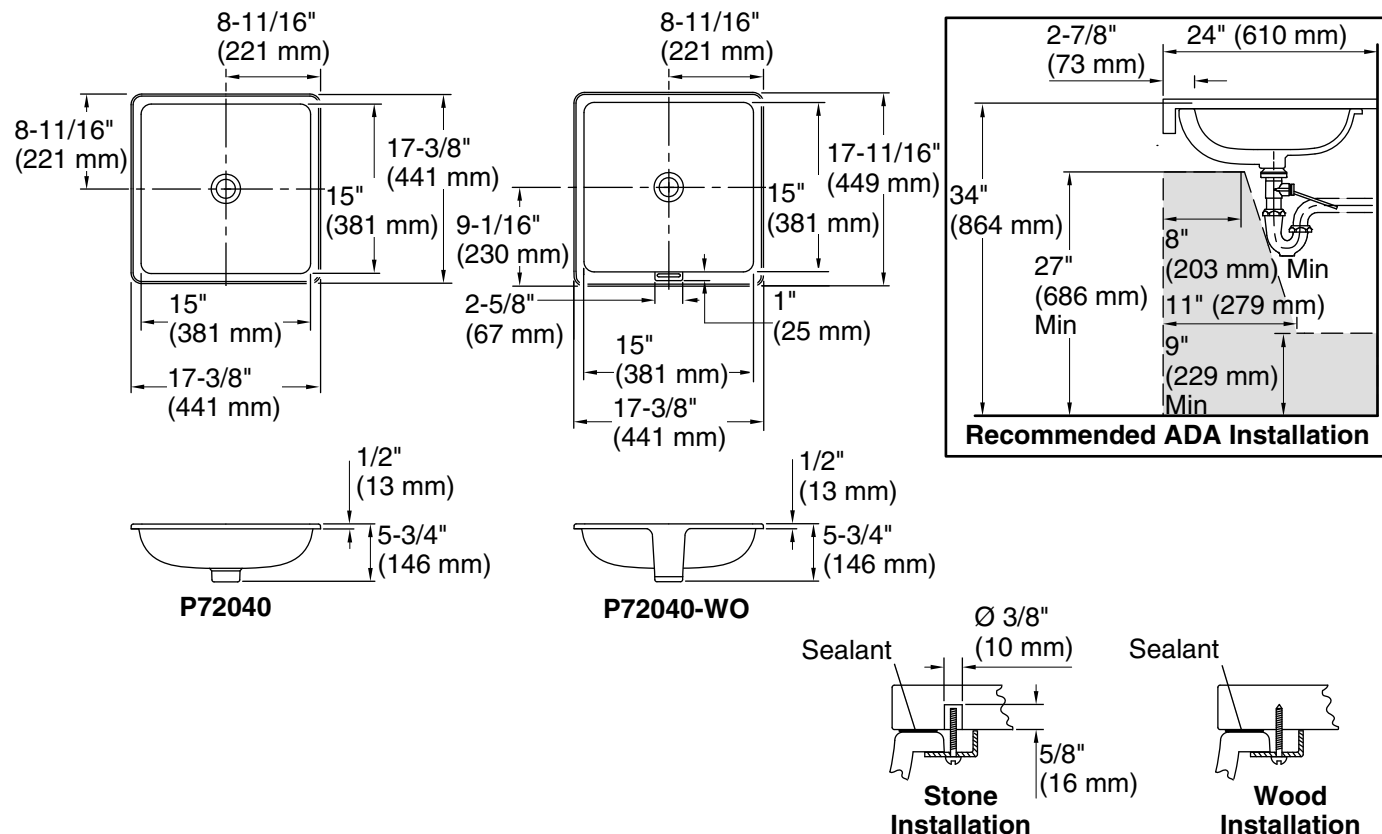 8-11/16"
(221 mm)
8-11/16"
(221 mm)
17-3/8"
(441 mm)
15"
(381 mm)
15"
(381 mm)
17-3/8"
(441 mm)
8-11/16"
(221 mm)
17-11/16"
(449 mm)
15"
(381 mm)
9-1/16"
(230 mm)
2-5/8"
(67 mm)
1"
(25 mm)
15"
(381 mm)
17-3/8"
(441 mm)
2-7/8"
(73 mm)
24" (610 mm)
34"
(864 mm)
27"
(686 mm)
Min
8"
(203 mm) Min
11" (279 mm)
9"
(229 mm)
Min
Recommended ADA Installation
1/2"
(13 mm)
5-3/4"
(146 mm)
P72040
1/2"
(13 mm)
5-3/4"
(146 mm)
P72040-WO
Sealant
Ø 3/8"
(10 mm)
5/8"
(16 mm)
Stone
Installation
Sealant
Wood
Installation